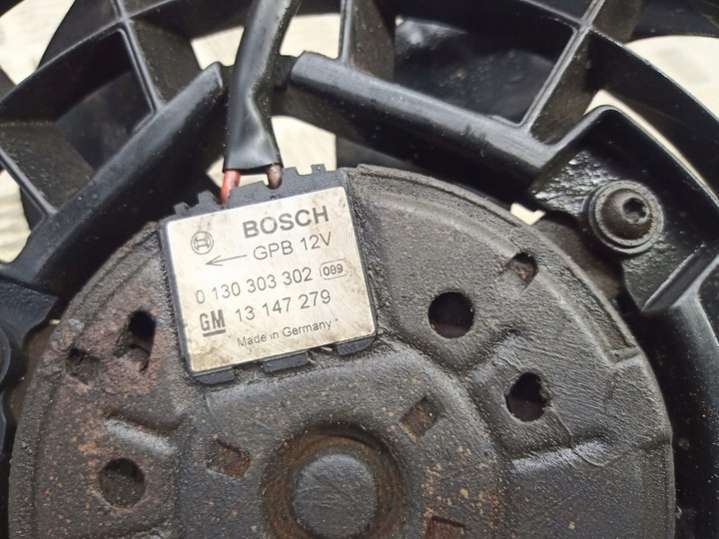 BOSCH
← GPB 12V
0 130 303 302 089
GM 13 147 279
Made in Germany